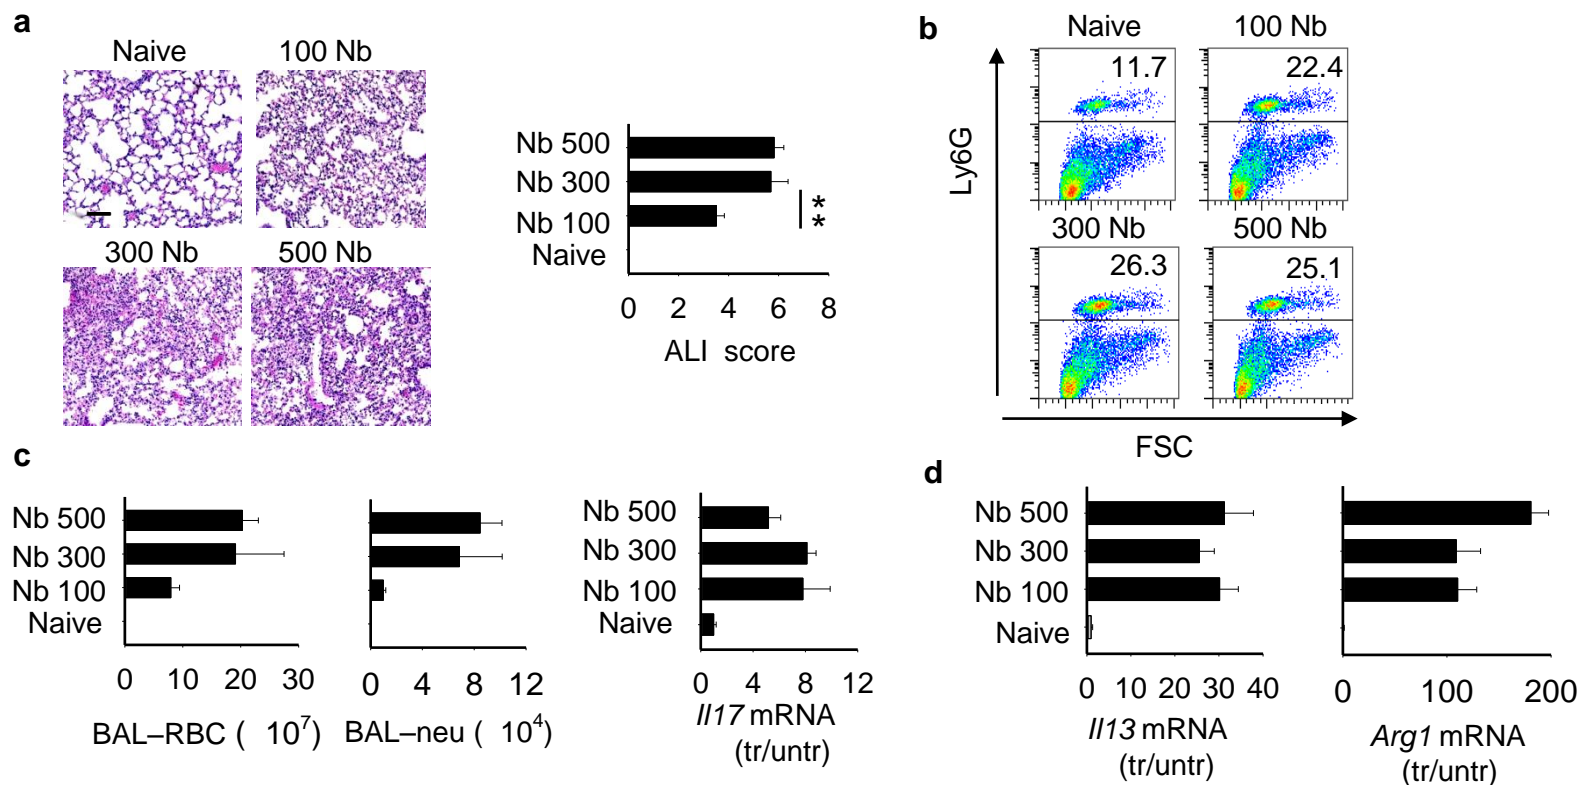 a
Naive 100 Nb
300 Nb 500 Nb
Nb 500
Nb 300
Nb 100
Naive
**
0 2 4 6 8
ALI score
b
Naive 100 Nb
11.7 22.4
300 Nb 500 Nb
26.3 25.1
Ly6G
FSC
c
Nb 500
Nb 300
Nb 100
Naive
0 10 20 30
BAL–RBC ( 10⁷)
0 4 8 12
BAL–neu ( 10⁴)
Nb 500
Nb 300
Nb 100
Naive
0 4 8 12
Il17 mRNA
(tr/untr)
d
Nb 500
Nb 300
Nb 100
Naive
0 10 20 30 40
Il13 mRNA
(tr/untr)
0 100 200
Arg1 mRNA
(tr/untr)